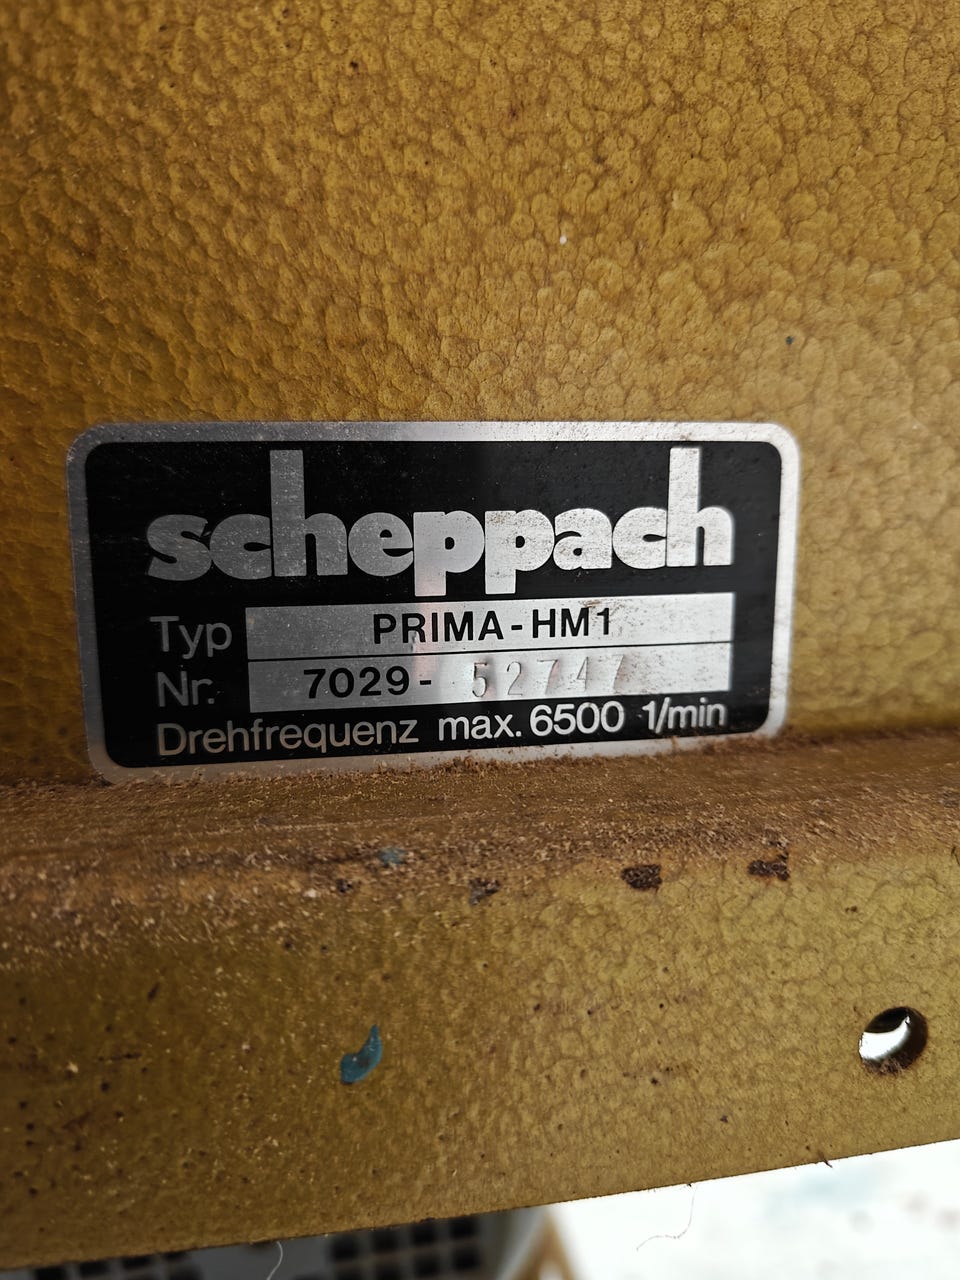 scheppach
Typ PRIMA-HM1
Nr. 7029- 52747
Drehfrequenz max. 6500 1/min